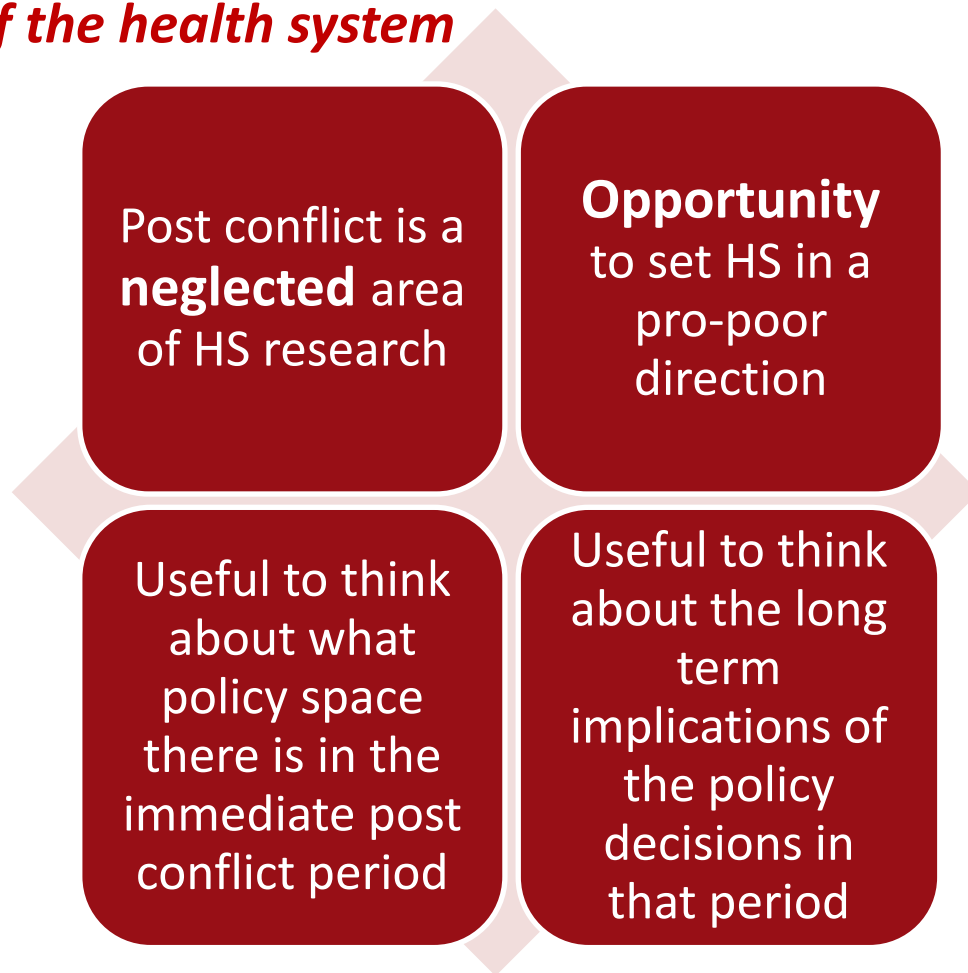 f the health system
Post conflict is a
neglected area
of HS research
Opportunity
to set HS in a
pro-poor
direction
Useful to think
about what
policy space
there is in the
immediate post
conflict period
Useful to think
about the long
term
implications of
the policy
decisions in
that period